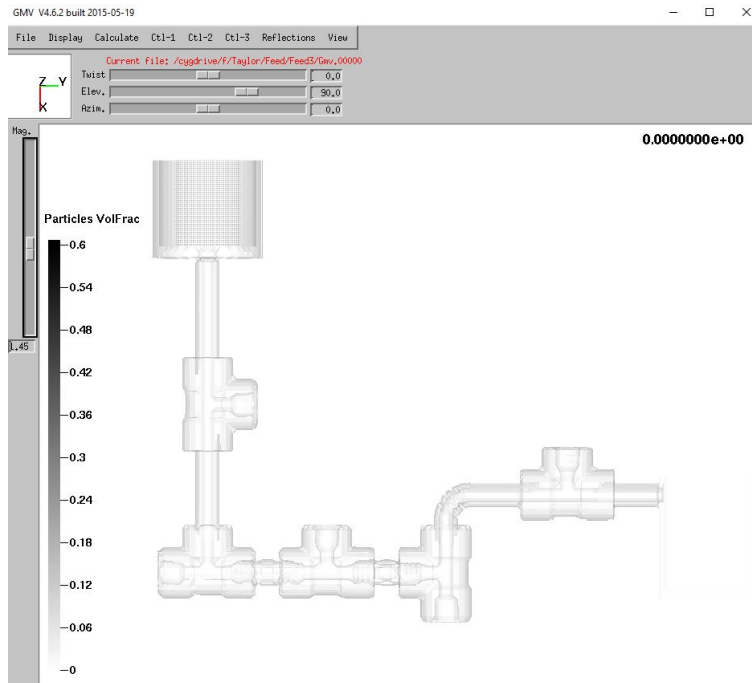 GMV V4.6.2 built 2015-05-19
File Display Calculate Ctl-1 Ctl-2 Ctl-3 Reflections View
Current file: /cygdrive/f/Taylor/Feed/Feed3/Gmv.00000
Z Y
X
Twist 0.0
Elev. 90.0
Azim. 0.0
Mag.
0.0000000e+00
Particles VolFrac
0.6
0.54
0.48
0.42
1.45
0.36
0.3
0.24
0.18
0.12
0.06
0